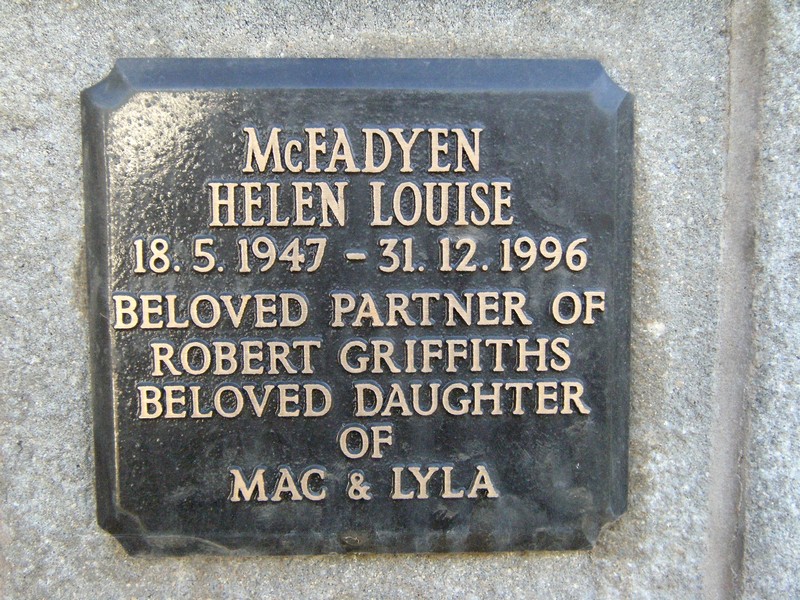 McFADYEN
HELEN LOUISE
18. 5. 1947 - 31. 12. 1996
BELOVED PARTNER OF
ROBERT GRIFFITHS
BELOVED DAUGHTER
OF
MAC & LYLA